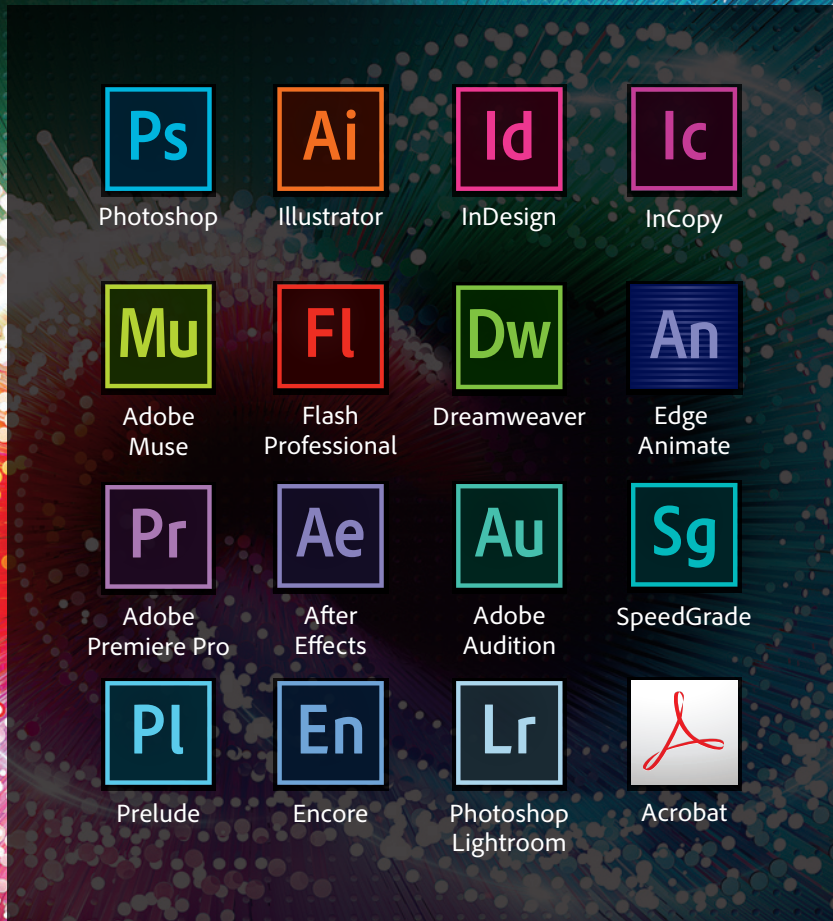 Ps Ai Id Ic
Photoshop Illustrator InDesign InCopy
Mu Fl Dw An
Adobe Flash Dreamweaver Edge
Muse Professional Animate
Pr Ae Au Sg
Adobe After Adobe SpeedGrade
Premiere Pro Effects Audition
Pl En Lr
Prelude Encore Photoshop Acrobat
Lightroom